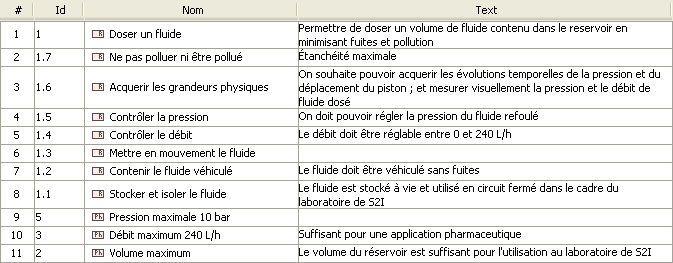 # Id Nom Text
1 1 Doser un fluide Permettre de doser un volume de fluide contenu dans le reservoir en
minimisant fuites et pollution
2 1.7 Ne pas polluer ni être pollué Étanchéité maximale
3 1.6 Acquerir les grandeurs physiques On souhaite pouvoir acquerir les évolutions temporelles de la pression et du
déplacement du piston ; et mesurer visuellement la pression et le débit de
fluide dosé
4 1.5 Contrôler la pression On doit pouvoir régler la pression du fluide refoulé
5 1.4 Contrôler le débit Le débit doit être réglable entre 0 et 240 L/h
6 1.3 Mettre en mouvement le fluide
7 1.2 Contenir le fluide véhiculé Le fluide doit être véhiculé sans fuites
8 1.1 Stocker et isoler le fluide Le fluide est stocké à vie et utilisé en circuit fermé dans le cadre du
laboratoire de S2I
9 5 Pression maximale 10 bar
10 3 Débit maximum 240 L/h Suffisant pour une application pharmaceutique
11 2 Volume maximum Le volume du réservoir est suffisant pour l'utilisation au laboratoire de S2I